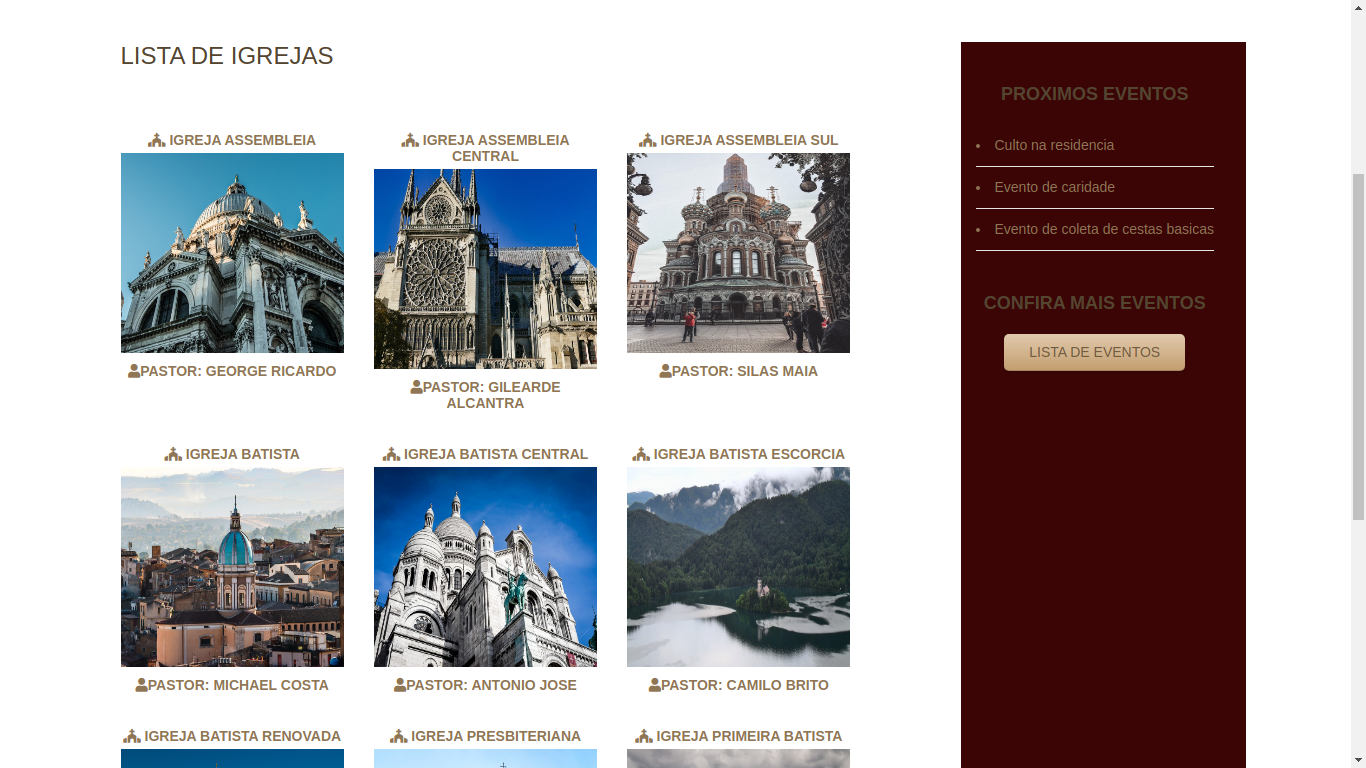 LISTA DE IGREJAS
IGREJA ASSEMBLEIA
PASTOR: GEORGE RICARDO
IGREJA ASSEMBLEIA
CENTRAL
PASTOR: GILEARDE
ALCANTRA
IGREJA ASSEMBLEIA SUL
PASTOR: SILAS MAIA
IGREJA BATISTA
PASTOR: MICHAEL COSTA
IGREJA BATISTA CENTRAL
PASTOR: ANTONIO JOSE
IGREJA BATISTA ESCORCIA
PASTOR: CAMILO BRITO
IGREJA BATISTA RENOVADA
IGREJA PRESBITERIANA
IGREJA PRIMEIRA BATISTA
PROXIMOS EVENTOS
Culto na residencia
Evento de caridade
Evento de coleta de cestas basicas
CONFIRA MAIS EVENTOS
LISTA DE EVENTOS